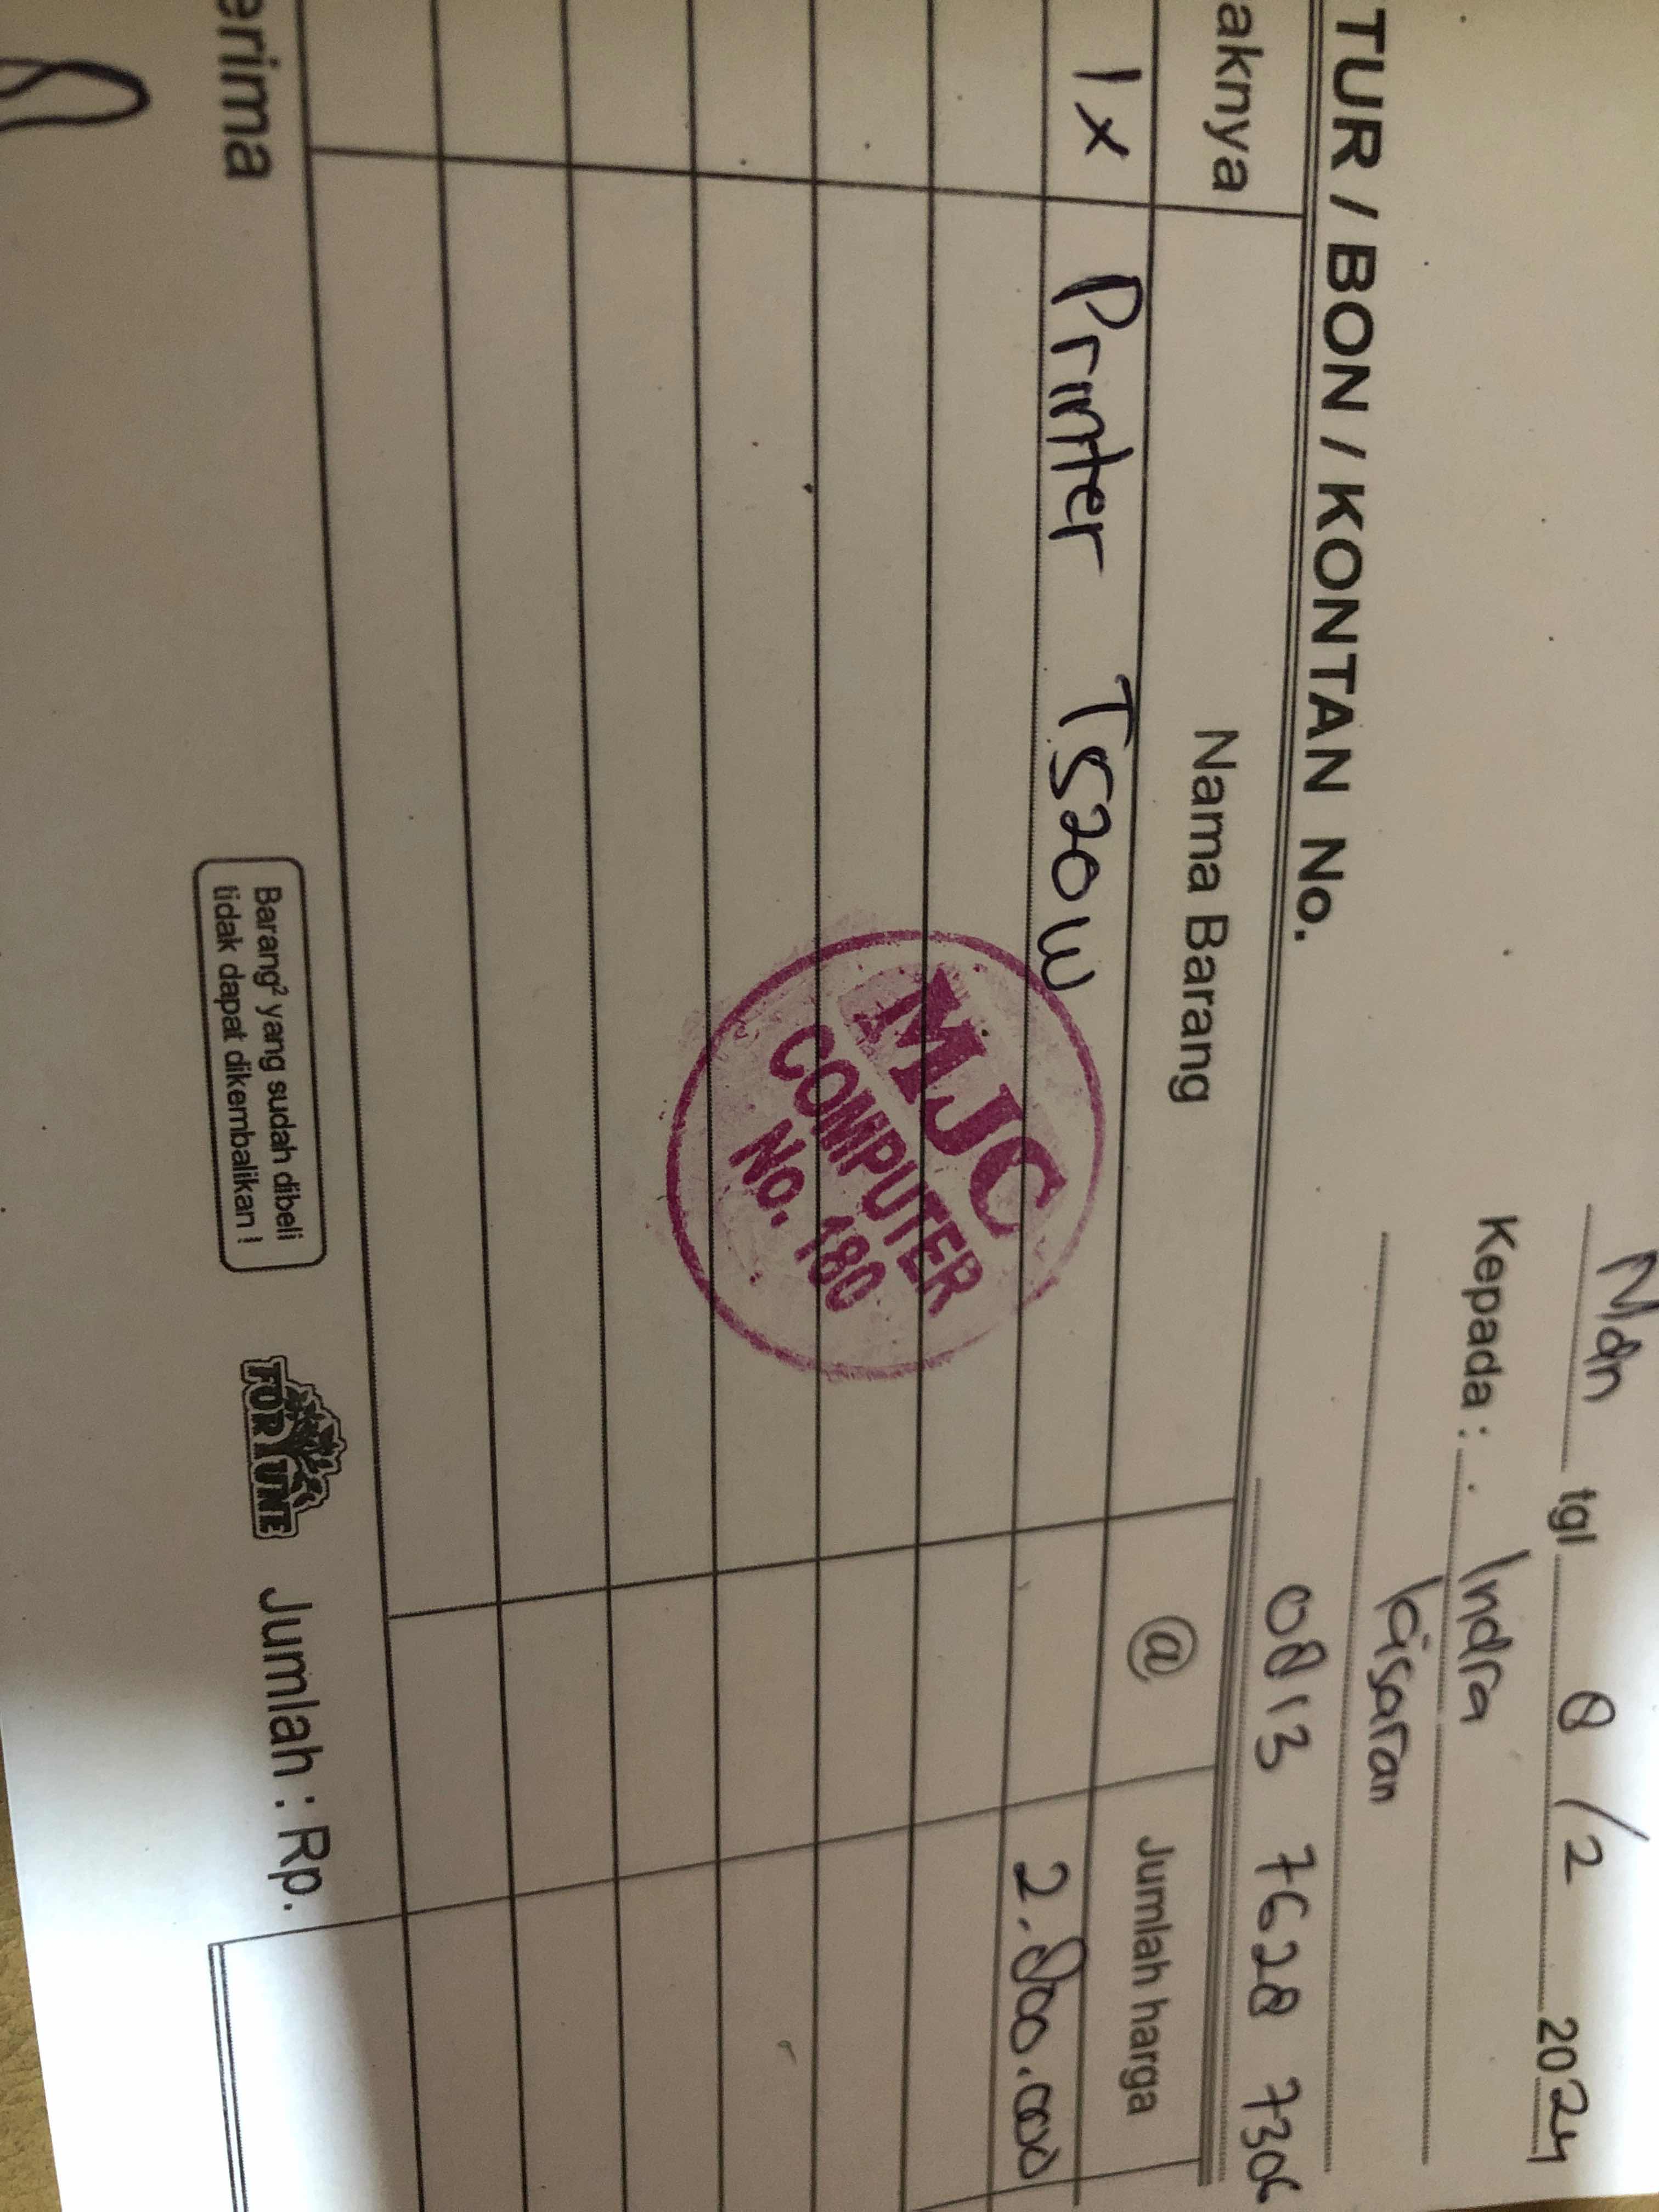 Mdn tgl 8/2 2024
Kepada : Indra
kisaran
0813 7628 7306
TUR / BON / KONTAN No.
aknya Nama Barang @ Jumlah harga
1x Printer T520W 2.800.000
MJC
COMPUTER
No. 180
erima
Barang² yang sudah dibeli
tidak dapat dikembalikan !
FORTUNE
Jumlah : Rp.